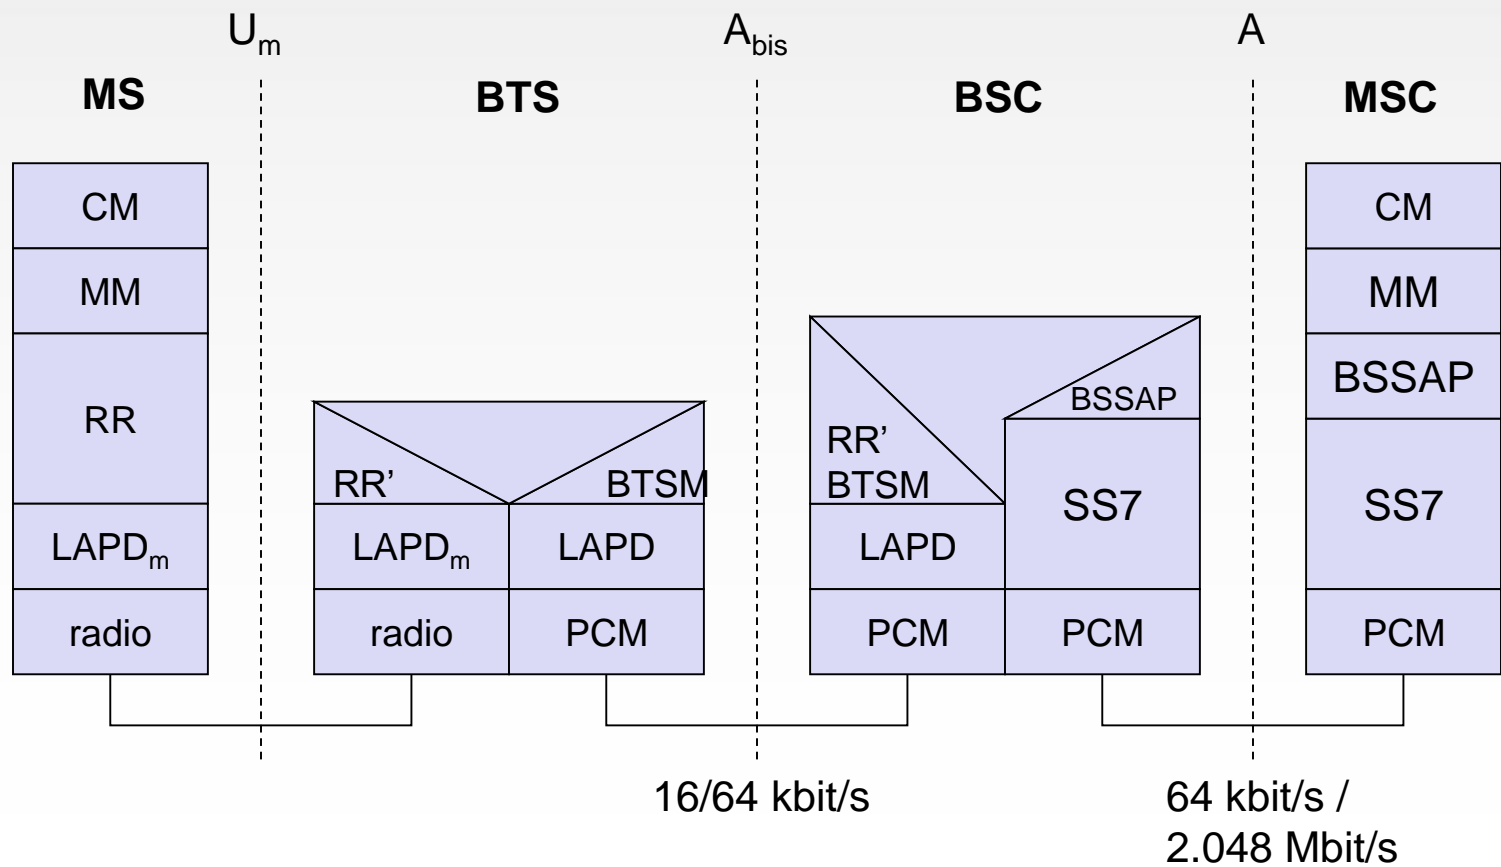 Um
Abis
A
MS
BTS
BSC
MSC
CM
MM
RR
LAPDm
radio
RR’
BTSM
LAPDm
LAPD
radio
PCM
RR’
BTSM
BSSAP
LAPD
SS7
PCM
PCM
CM
MM
BSSAP
SS7
PCM
16/64 kbit/s
64 kbit/s /
2.048 Mbit/s